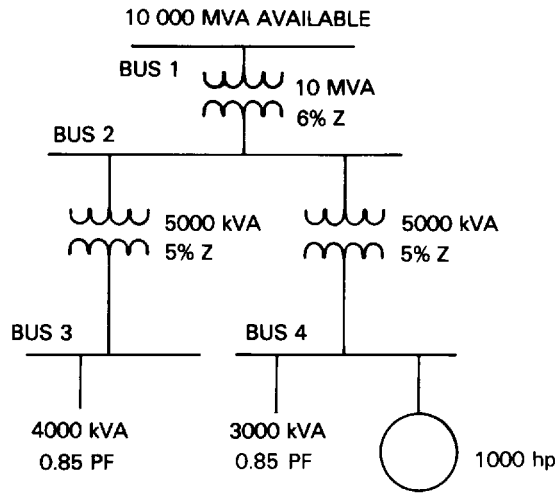 10 000 MVA AVAILABLE
BUS 1
10 MVA
6% Z
BUS 2
5000 kVA
5% Z
5000 kVA
5% Z
BUS 3
BUS 4
4000 kVA
0.85 PF
3000 kVA
0.85 PF
1000 hp